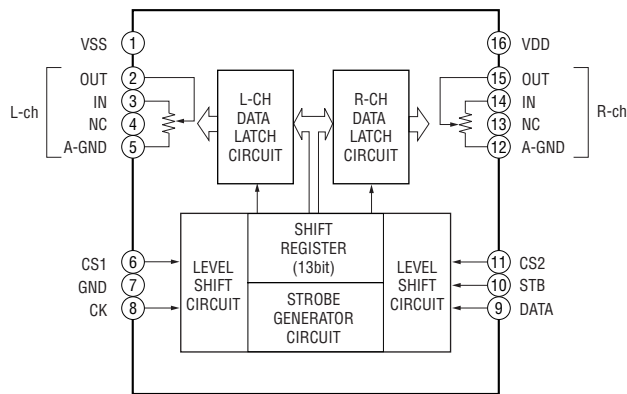 VSS 1
16 VDD
L-ch
OUT 2
IN 3
NC 4
A-GND 5
15 OUT
14 IN
13 NC
12 A-GND
R-ch
L-CH
DATA
LATCH
CIRCUIT
R-CH
DATA
LATCH
CIRCUIT
CS1 6
GND 7
CK 8
LEVEL
SHIFT
CIRCUIT
SHIFT
REGISTER
(13bit)
STROBE
GENERATOR
CIRCUIT
LEVEL
SHIFT
CIRCUIT
11 CS2
10 STB
9 DATA